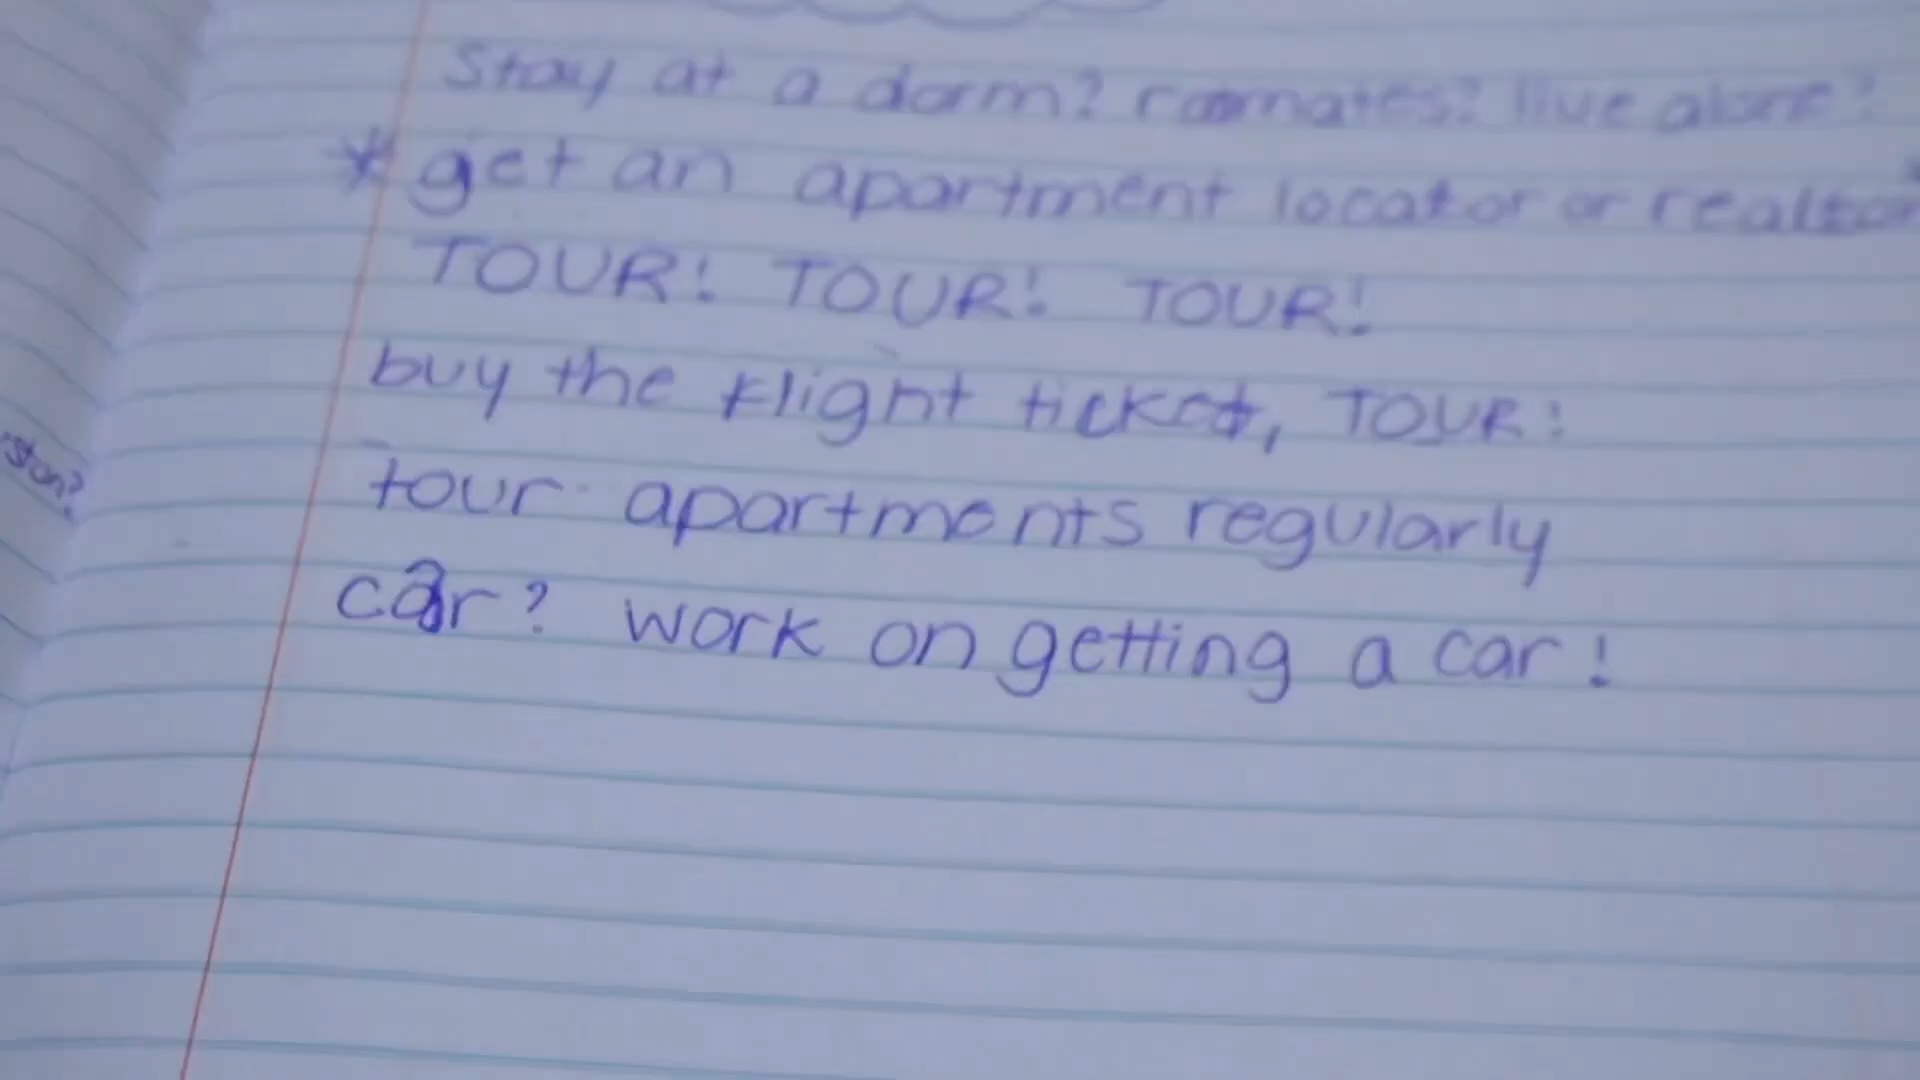 Stay at a dorm? roomates? live alone?
* get an apartment locator or realtor
TOUR! TOUR! TOUR!
buy the flight ticket, TOUR!
tour apartments regularly
car? work on getting a car!